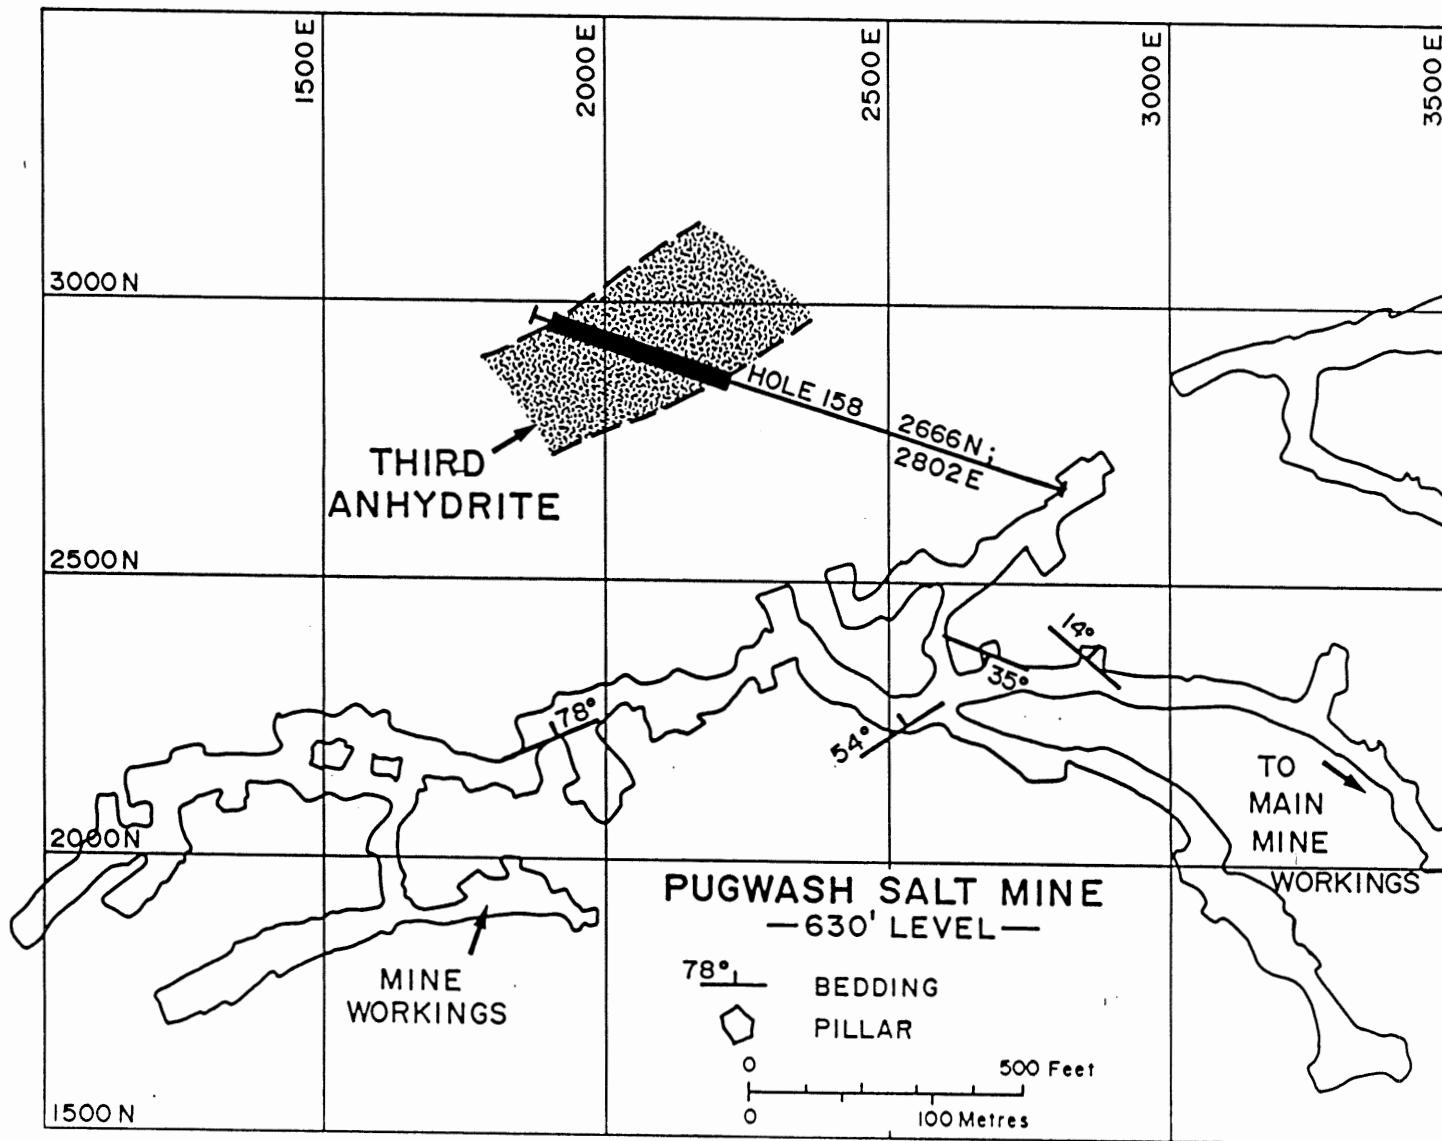 1500E
2000E
2500E
3000E
3000N
HOLE 158
2666N;
2802E
THIRD
ANHYDRITE
2500N
14°
35°
78°
54°
TO
MAIN
MINE
WORKINGS
2000N
PUGWASH SALT MINE
—630' LEVEL—
MINE
WORKINGS
78°
BEDDING
PILLAR
0 500 Feet
0 100 Metres
1500N